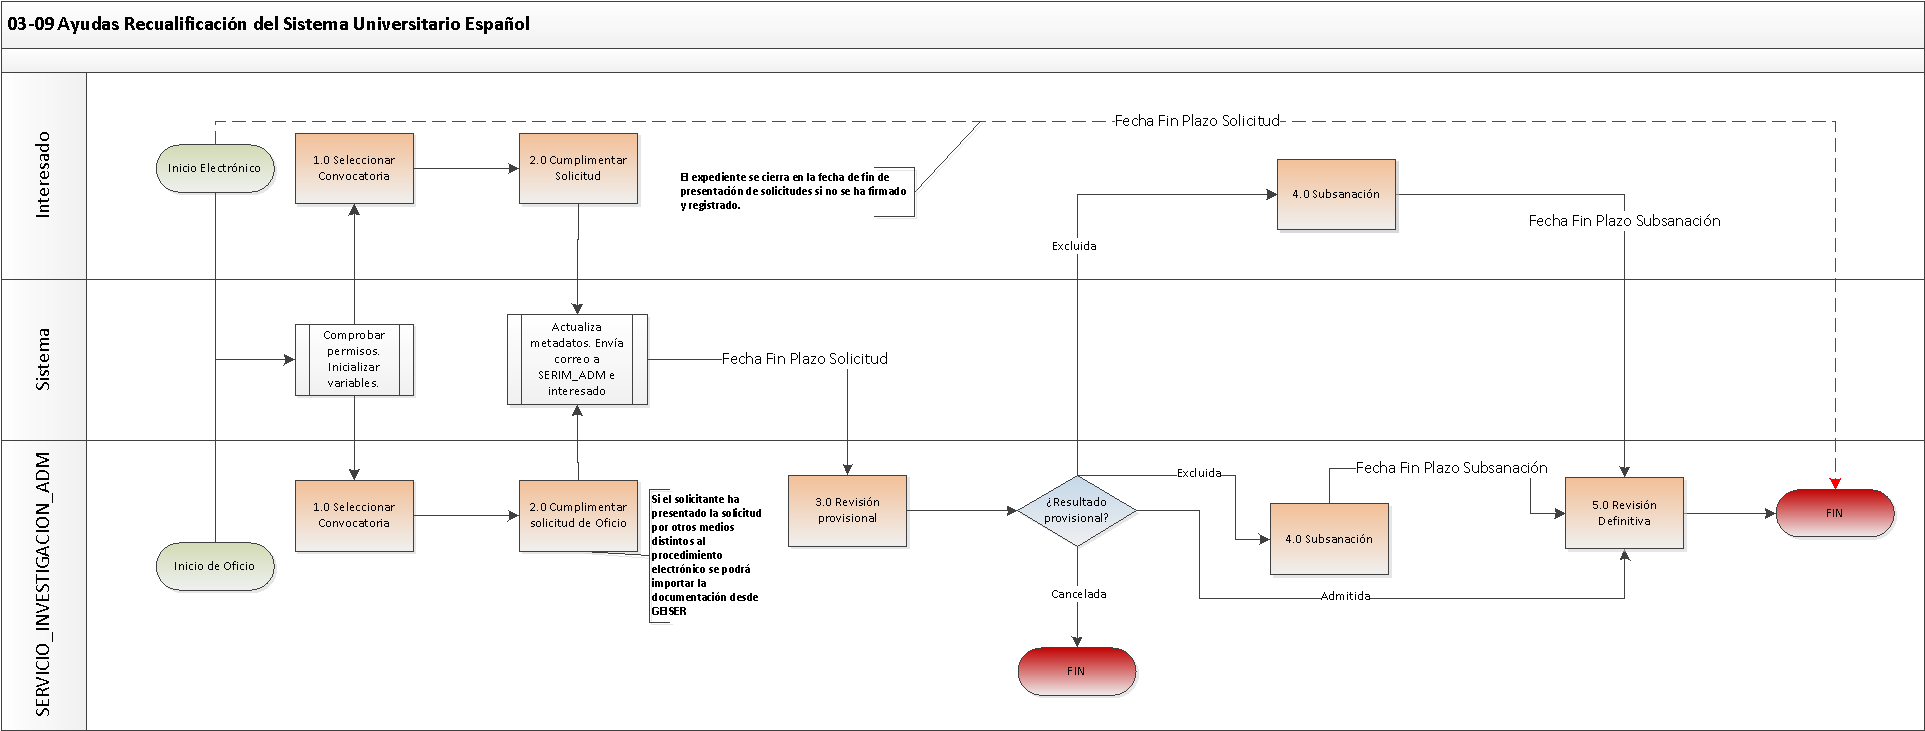 03-09 Ayudas Recualificación del Sistema Universitario Español
Interesado
Inicio Electrónico
1.0 Seleccionar
Convocatoria
2.0 Cumplimentar
Solicitud
El expediente se cierra en la fecha de fin de
presentación de solicitudes si no se ha firmado
y registrado.
Fecha Fin Plazo Solicitud
Excluida
4.0 Subsanación
Fecha Fin Plazo Subsanación
Sistema
Comprobar
permisos.
Inicializar
variables.
Actualiza
metadatos. Envía
correo a
SERIM_ADM e
interesado
Fecha Fin Plazo Solicitud
SERVICIO_INVESTIGACION_ADM
Inicio de Oficio
1.0 Seleccionar
Convocatoria
2.0 Cumplimentar
solicitud de Oficio
Si el solicitante ha
presentado la solicitud
por otros medios
distintos al
procedimiento
electrónico se podrá
importar la
documentación desde
GEISER
3.0 Revisión
provisional
¿Resultado
provisional?
Excluida
4.0 Subsanación
Fecha Fin Plazo Subsanación
Admitida
Cancelada
FIN
5.0 Revisión
Definitiva
FIN